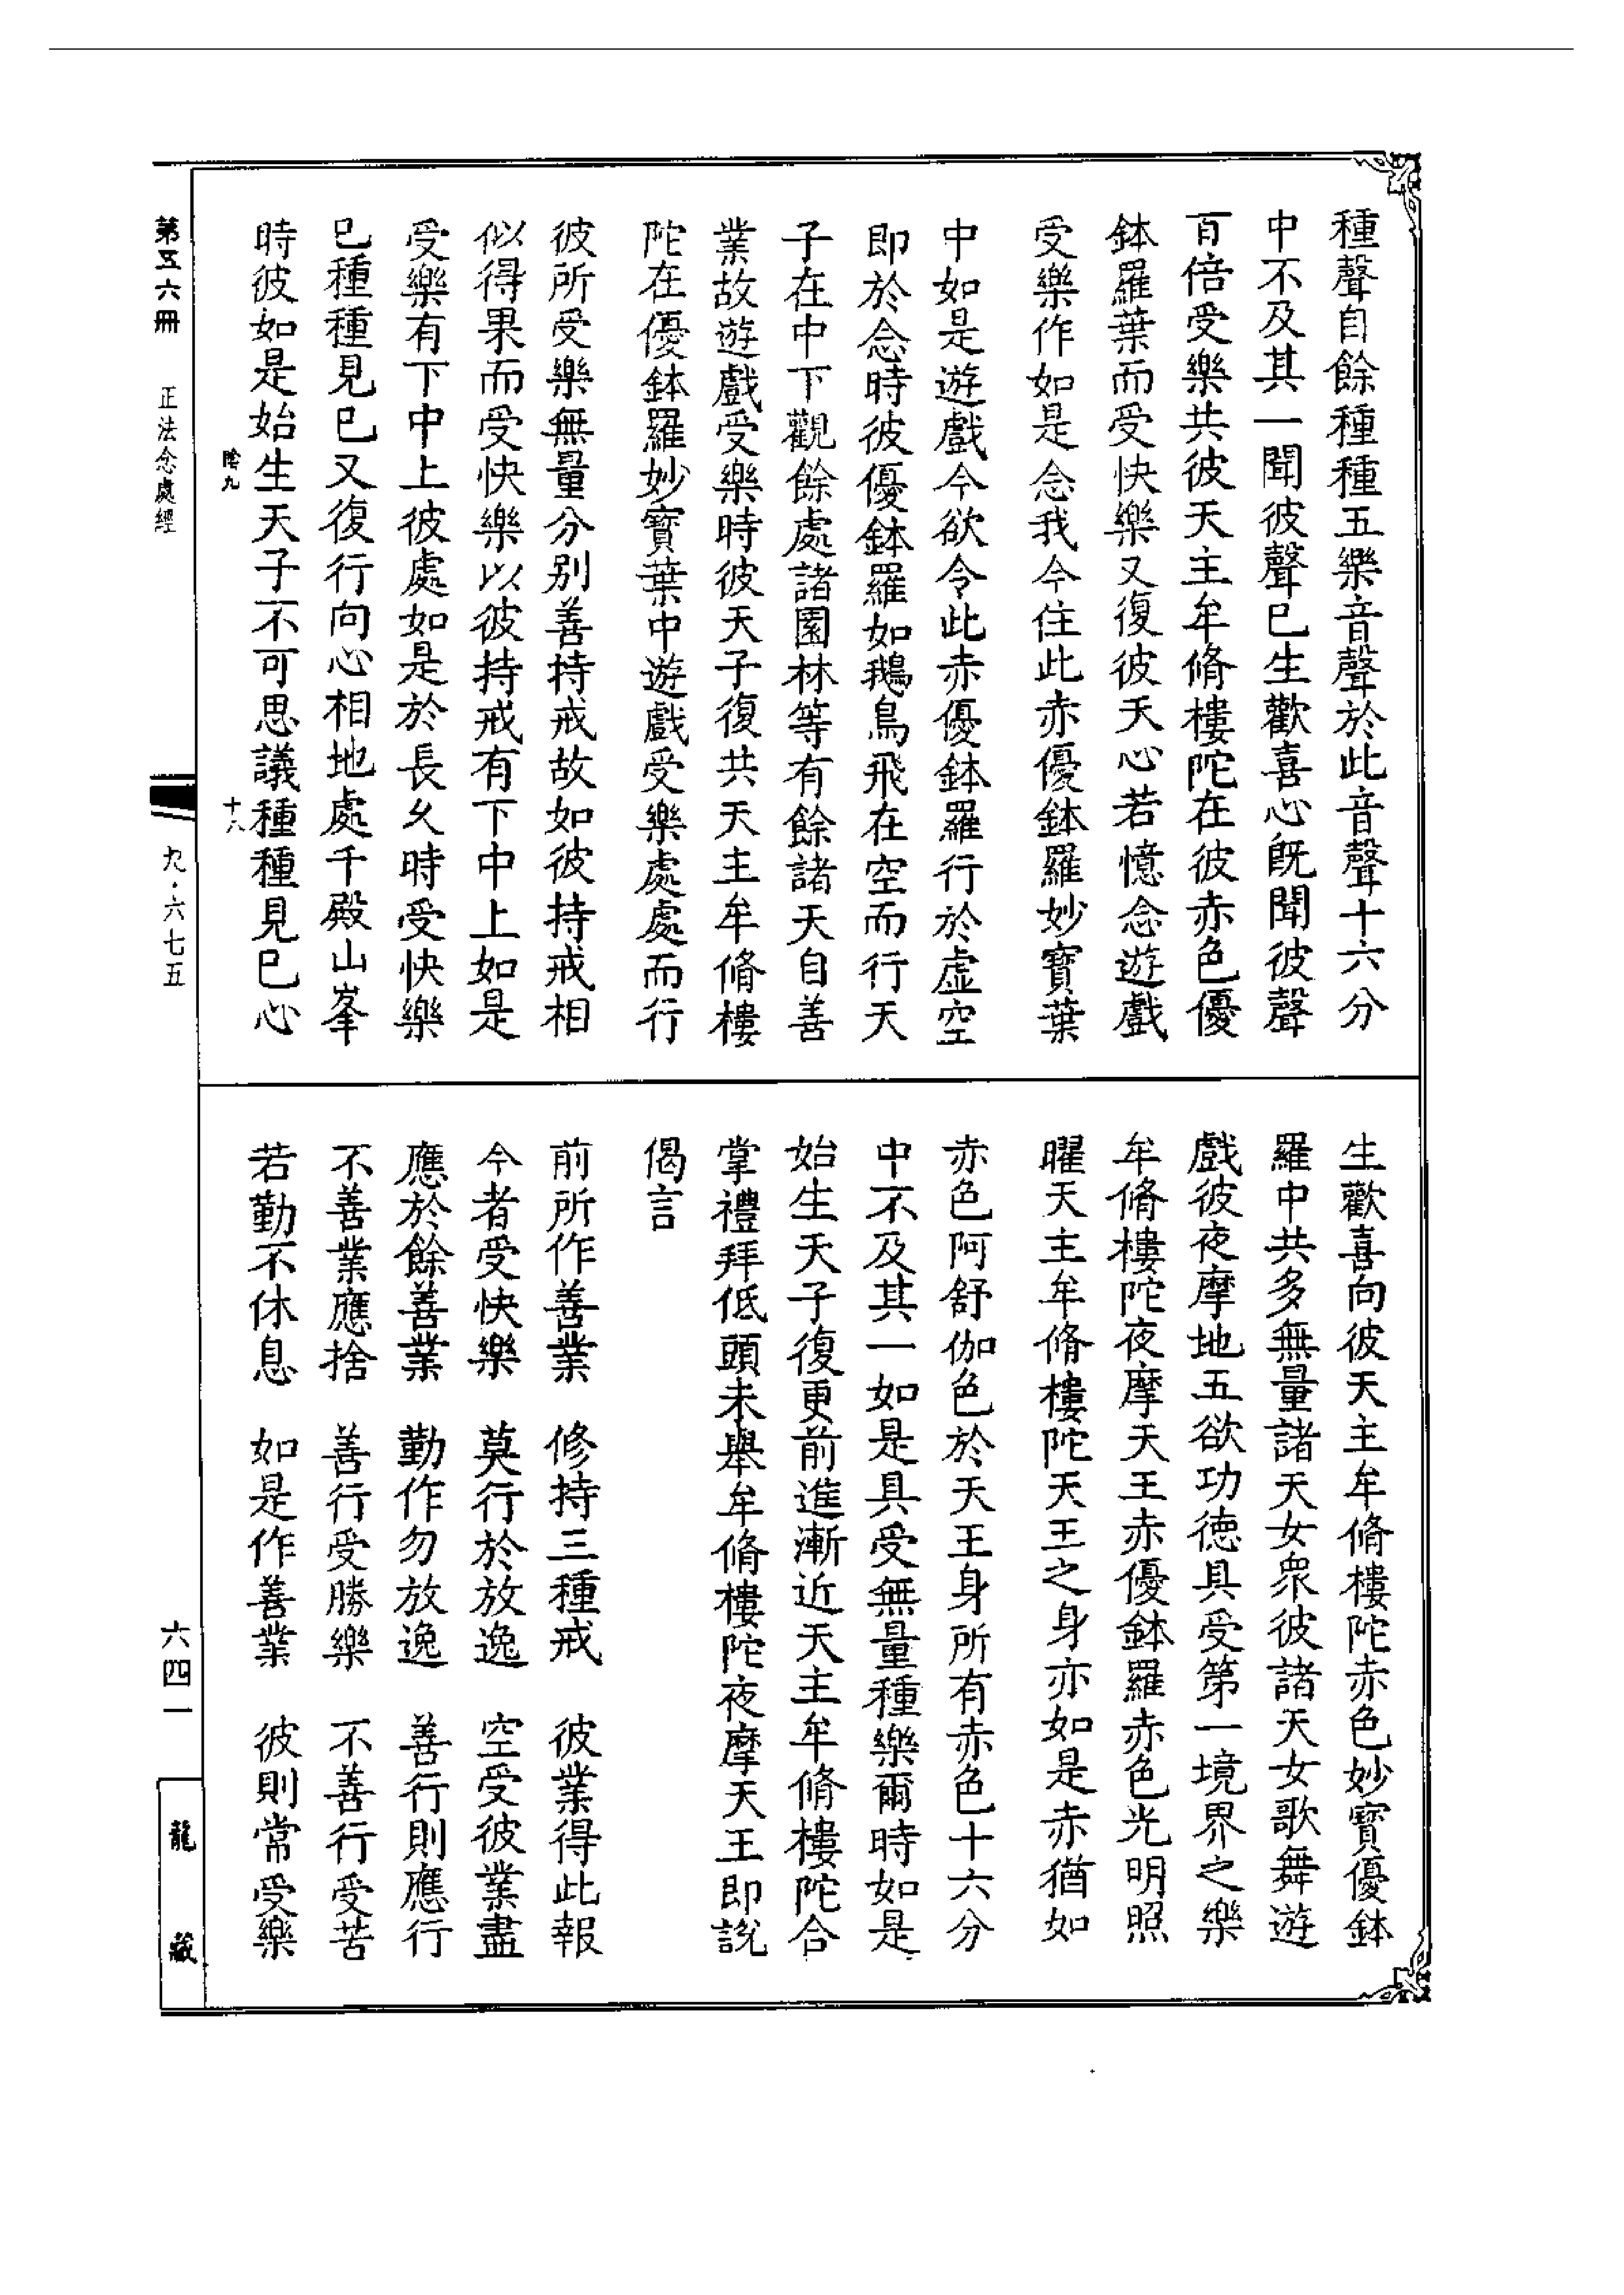 種聲自餘種種五樂音聲於此音聲十六分
中不及其一聞彼聲已生歡喜心既聞彼聲
百倍受樂共彼天主牟脩樓陀在彼赤色優
鉢羅葉而受快樂又復彼天心若憶念遊戲
受樂作如是念我今住此赤優鉢羅妙寶葉
中如是遊戲今欲令此赤優鉢羅行於虛空
即於念時彼優鉢羅如鵝鳥飛在空而行天
子在中下觀餘處諸園林等有餘諸天自善
業故遊戲受樂時彼天子復共天主牟脩樓
陀在優鉢羅妙寶葉中遊戲受樂處處而行
彼所受樂無量分別善持戒故如彼持戒相
似得果而受快樂以彼持戒有下中上如是
受樂有下中上彼處如是於長久時受快樂
已種種見已又復行向心相地處千殿山峯
時彼如是始生天子不可思議種種見已心
陰九
十八
生歡喜向彼天主牟脩樓陀赤色妙寶優鉢
羅中共多無量諸天女衆彼諸天女歌舞遊
戲彼夜摩地五欲功德具受第一境界之樂
牟脩樓陀夜摩天王赤優鉢羅赤色光明照
曜天主牟脩樓陀天王之身亦如是赤猶如
赤色阿舒伽色於天王身所有赤色十六分
中不及其一如是具受無量種樂爾時如是
始生天子復更前進漸近天主牟脩樓陀合
掌禮拜低頭未舉牟脩樓陀夜摩天王即說
偈言
前所作善業　修持三種戒　彼業得此報
今者受快樂　莫行於放逸　空受彼業盡
應於餘善業　勤作勿放逸　善行則應行
不善業應捨　善行受勝樂　不善行受苦
若勤不休息　如是作善業　彼則常受樂
第五六冊　正法念處經
九・六七五
六四一
龍藏